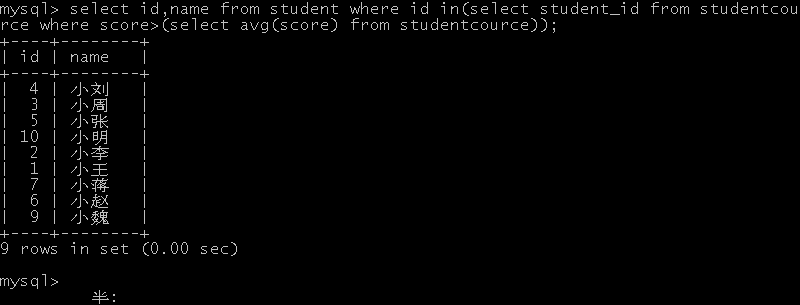 mysql> select id,name from student where id in(select student_id from studentcou
rce where score>(select avg(score) from studentcource));
+----+--------+
| id | name   |
+----+--------+
|  4 | 小刘   |
|  3 | 小周   |
|  5 | 小张   |
| 10 | 小明   |
|  2 | 小李   |
|  1 | 小王   |
|  7 | 小蒋   |
|  6 | 小赵   |
|  9 | 小魏   |
+----+--------+
9 rows in set (0.00 sec)
mysql>
半: